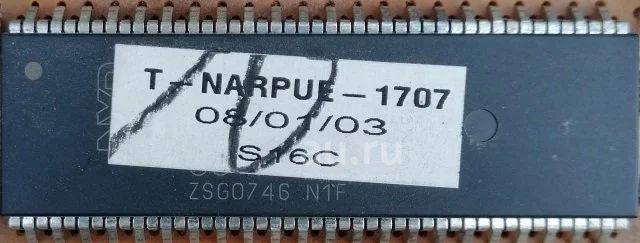 T-NARPUE-1707
08/01/03
S16C
ZSG0746 N1F